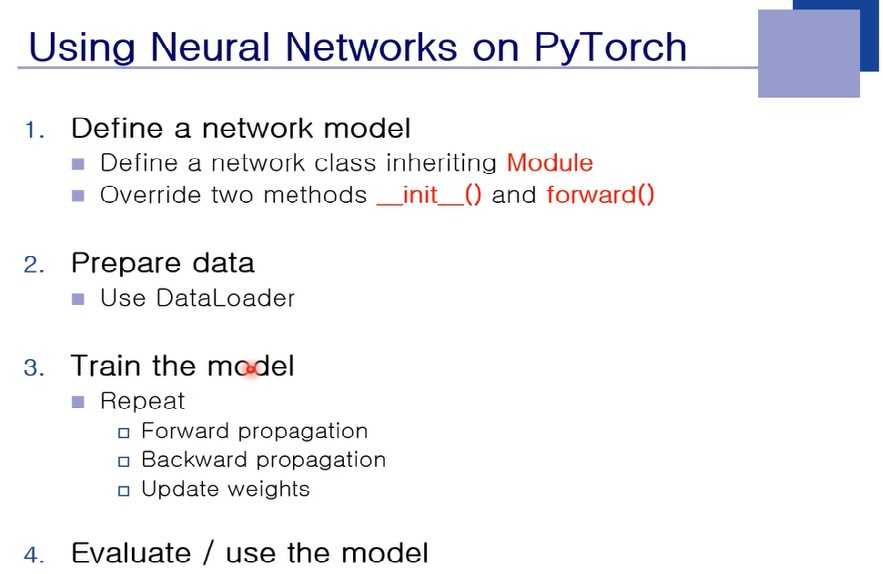 Using Neural Networks on PyTorch
1. Define a network model
■ Define a network class inheriting Module
■ Override two methods __init__() and forward()
2. Prepare data
■ Use DataLoader
3. Train the model
■ Repeat
□ Forward propagation
□ Backward propagation
□ Update weights
4. Evaluate / use the model